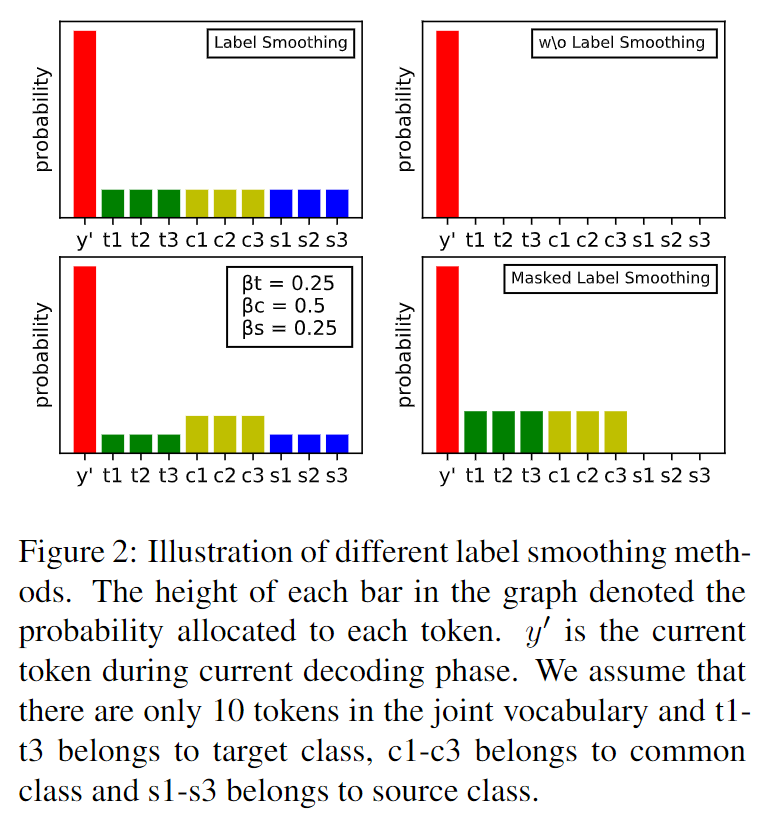 Label Smoothing
probability
y' t1 t2 t3 c1 c2 c3 s1 s2 s3
w\o Label Smoothing
probability
y' t1 t2 t3 c1 c2 c3 s1 s2 s3
βt = 0.25
βc = 0.5
βs = 0.25
probability
y' t1 t2 t3 c1 c2 c3 s1 s2 s3
Masked Label Smoothing
probability
y' t1 t2 t3 c1 c2 c3 s1 s2 s3
Figure 2: Illustration of different label smoothing meth-
ods. The height of each bar in the graph denoted the
probability allocated to each token. y′ is the current
token during current decoding phase. We assume that
there are only 10 tokens in the joint vocabulary and t1-
t3 belongs to target class, c1-c3 belongs to common
class and s1-s3 belongs to source class.